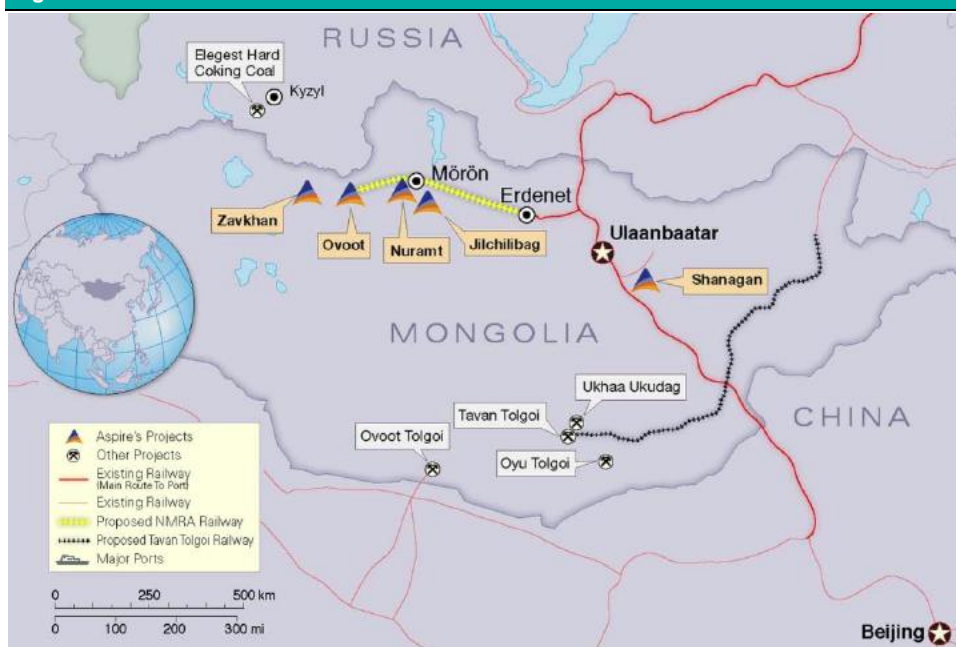 RUSSIA
Elegest Hard
Coking Coal
Kyzyl
Mörön
Erdenet
Zavkhan
Ovoot
Nuramt
Jilchilibag
Ulaanbaatar
Shanagan
MONGOLIA
CHINA
Ukhaa Ukudag
Tavan Tolgoi
Ovoot Tolgoi
Oyu Tolgoi
Aspire's Projects
Other Projects
Existing Railway
(Main Route To Port)
Existing Railway
Proposed NMRA Railway
Proposed Tavan Tolgoi Railway
Major Ports
0 250 500 km
0 100 200 300 mi
Beijing